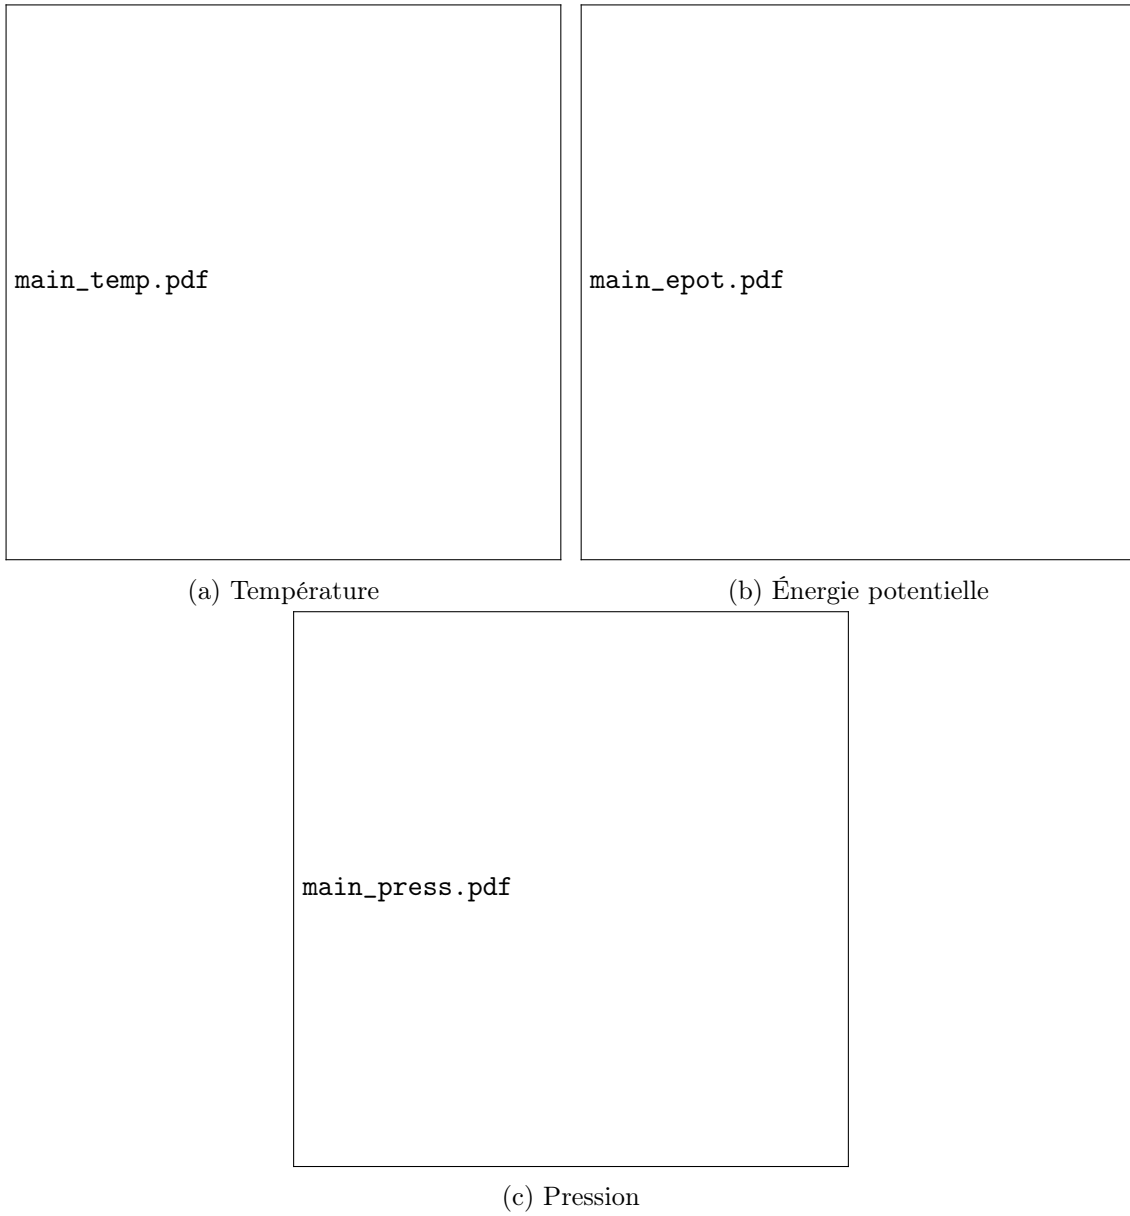 main_temp.pdf
main_epot.pdf
(a) Température
(b) Énergie potentielle
main_press.pdf
(c) Pression